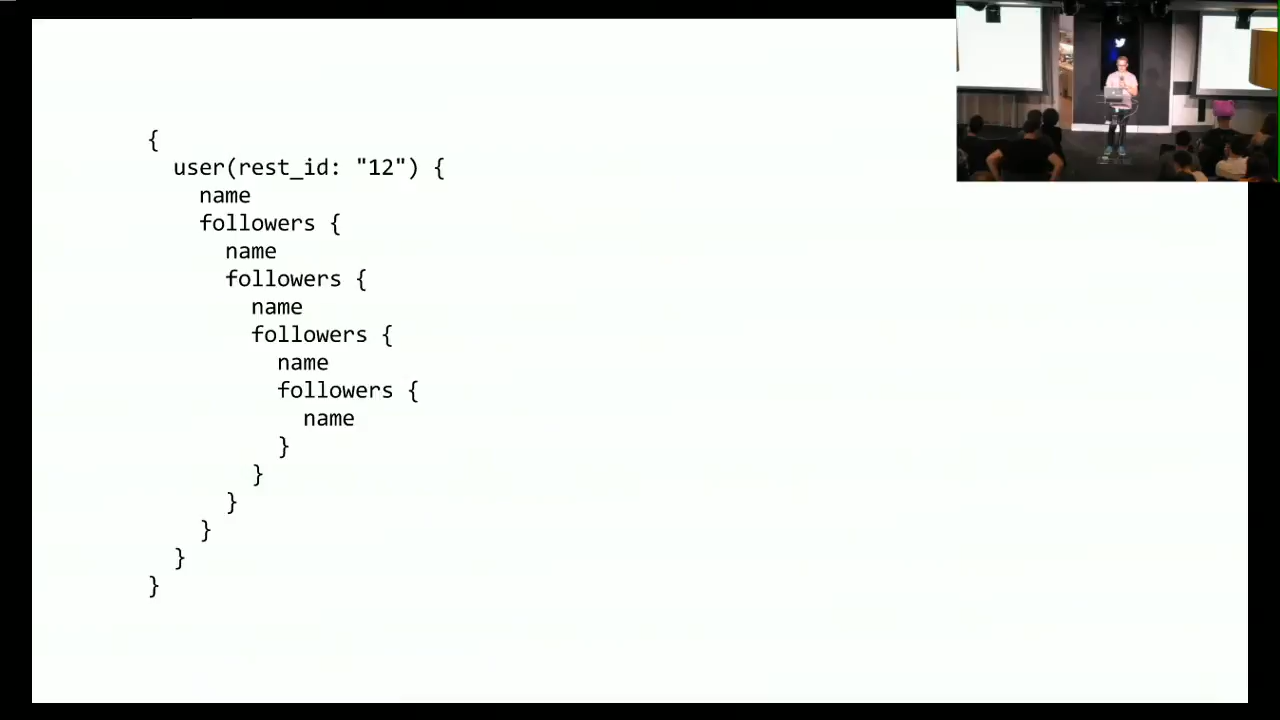 {
  user(rest_id: "12") {
    name
    followers {
      name
      followers {
        name
        followers {
          name
          followers {
            name
          }
        }
      }
    }
  }
}